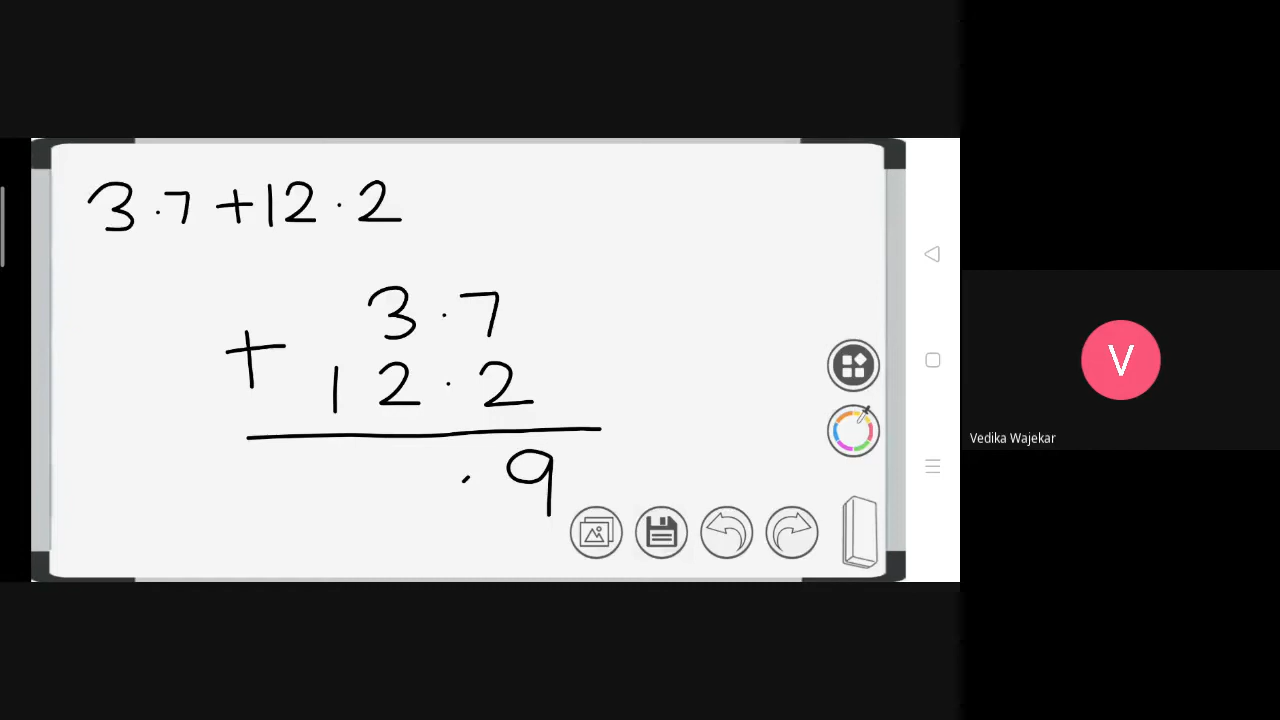 3.7 + 12.2
3.7
+ 12.2
.9
V
Vedika Wajekar